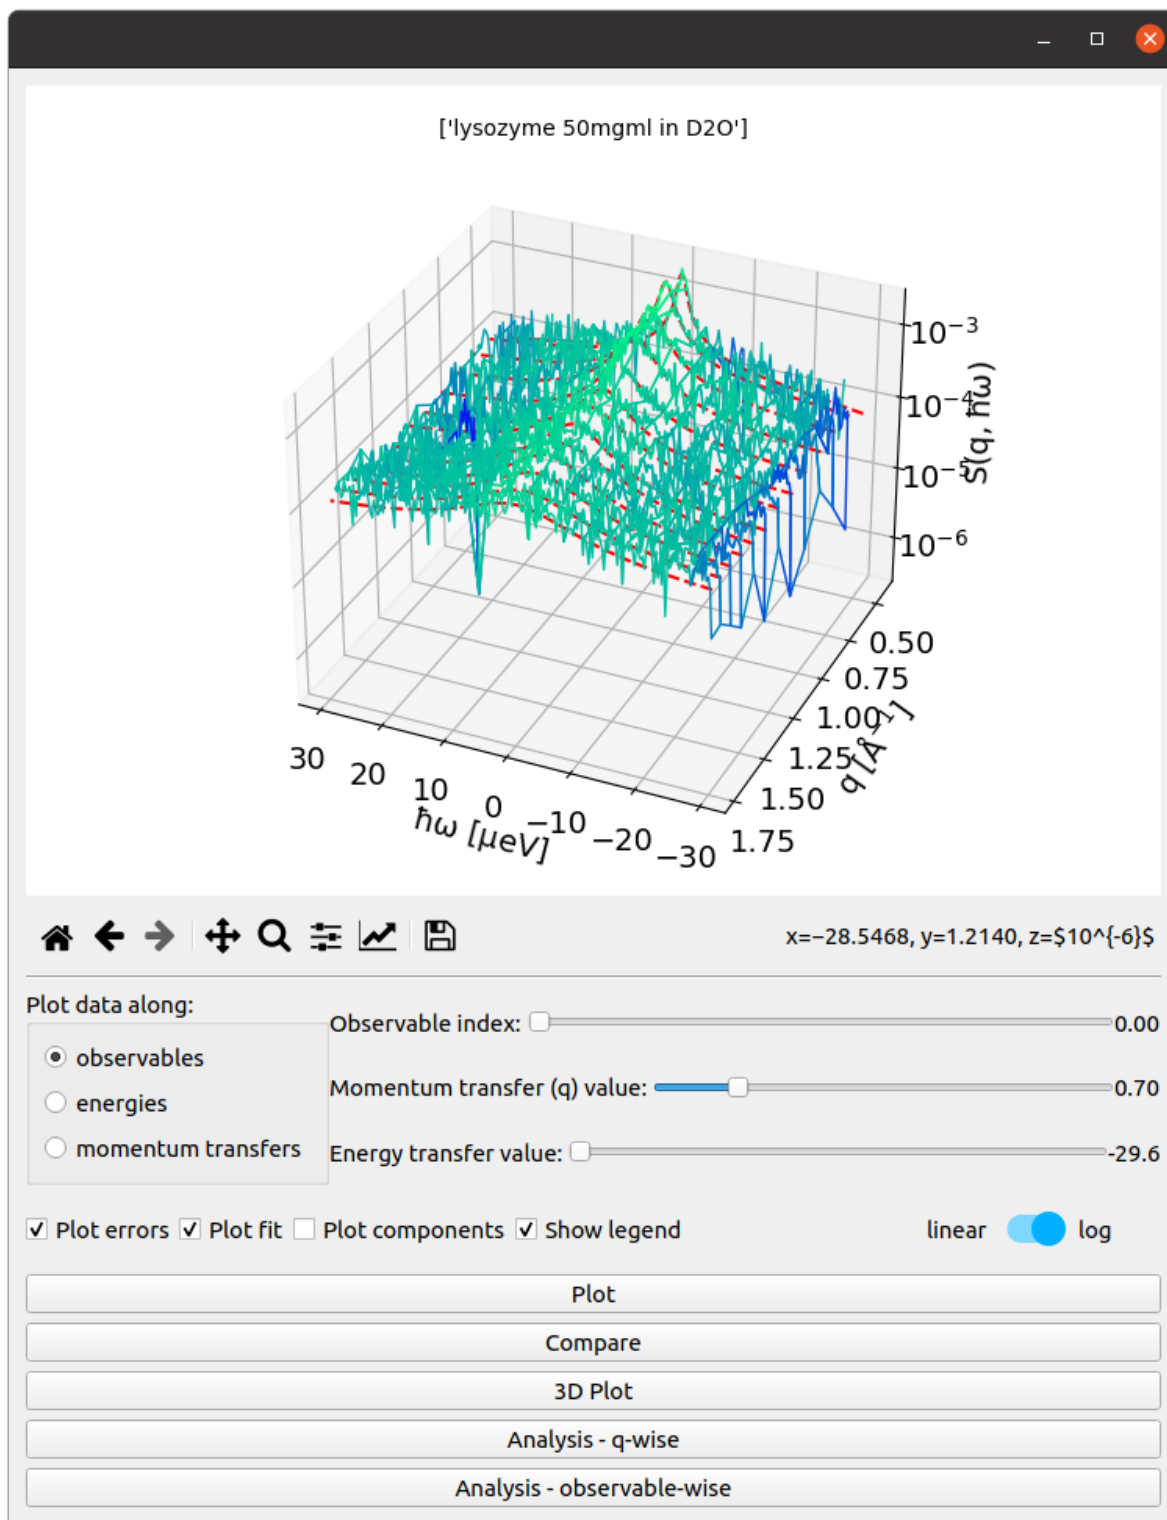 ['lysozyme 50mgml in D2O']
10⁻³
10⁻⁴
10⁻⁵
10⁻⁶
S(q, ħω)
0.50
0.75
1.00
1.25
1.50
1.75
q [Å⁻¹]
30
20
10
0
−10
−20
−30
ħω [μeV]
x=−28.5468, y=1.2140, z=$10^{-6}$
Plot data along:
observables
energies
momentum transfers
Observable index: 0.00
Momentum transfer (q) value: 0.70
Energy transfer value: -29.6
Plot errors Plot fit Plot components Show legend linear log
Plot
Compare
3D Plot
Analysis - q-wise
Analysis - observable-wise